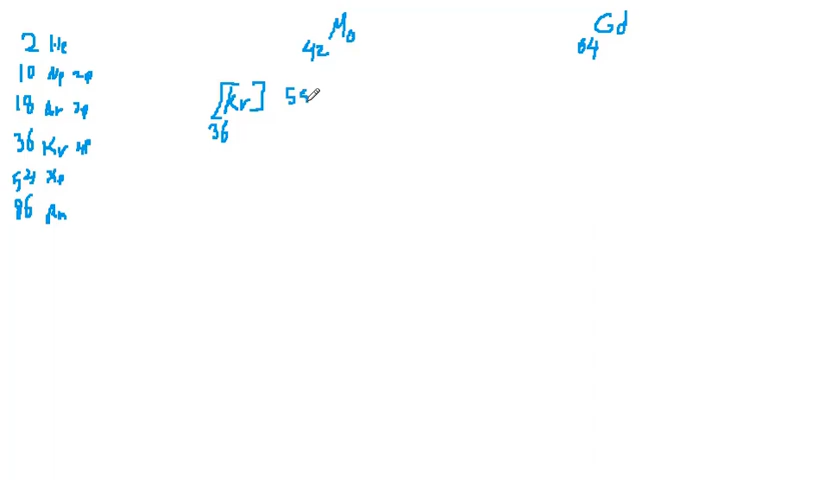 2 He
10 Ne 2p
18 Ar 3p
36 Kr 4p
54 Xe
86 Rn
42 Mo
[Kr] 5s
36
64 Gd